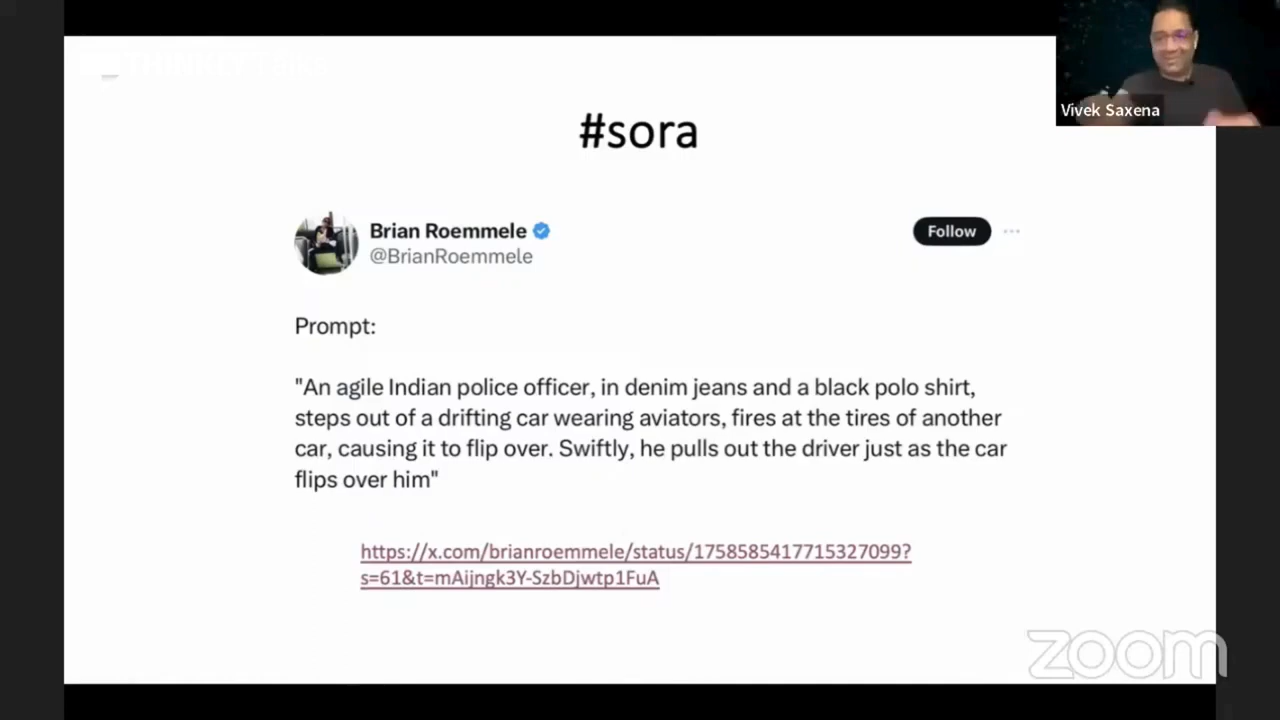 Vivek Saxena
#sora
Brian Roemmele
@BrianRoemmele
Follow
Prompt:
"An agile Indian police officer, in denim jeans and a black polo shirt,
steps out of a drifting car wearing aviators, fires at the tires of another
car, causing it to flip over. Swiftly, he pulls out the driver just as the car
flips over him"
https://x.com/brianroemmele/status/1758585417715327099?
s=61&t=mAijngk3Y-SzbDjwtp1FuA
zoom